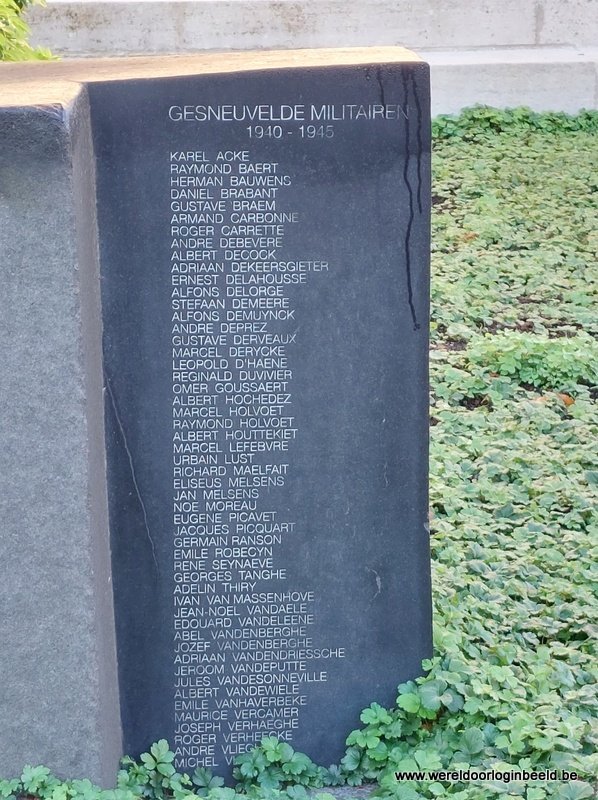 GESNEUVELDE MILITAIREN
1940 - 1945
KAREL ACKE
RAYMOND BAERT
HERMAN BAUWENS
DANIEL BRABANT
GUSTAVE BRAEM
ARMAND CARBONNE
ROGER CARRETTE
ANDRE DEBEVERE
ALBERT DECOCK
ADRIAAN DEKEERSGIETER
ERNEST DELAHOUSSE
ALFONS DELORGE
STEFAAN DEMEERE
ALFONS DEMUYNCK
ANDRE DEPREZ
GUSTAVE DERVEAUX
MARCEL DERYCKE
LEOPOLD D'HAENE
REGINALD DUVIVIER
OMER GOUSSAERT
ALBERT HOCHEDEZ
MARCEL HOLVOET
RAYMOND HOLVOET
ALBERT HOUTTEKIET
MARCEL LEFEBVRE
URBAIN LUST
RICHARD MAELFAIT
ELISEUS MELSENS
JAN MELSENS
NOE MOREAU
EUGENE PICAVET
JACQUES PICQUART
GERMAIN RANSON
EMILE ROBECYN
RENE SEYNAEVE
GEORGES TANGHE
ADELIN THIRY
IVAN VAN MASSENHOVE
JEAN-NOEL VANDAELE
EDOUARD VANDELEENE
ABEL VANDENBERGHE
JOZEF VANDENBERGHE
ADRIAAN VANDENDRIESSCHE
JEROOM VANDEPUTTE
JULES VANDESONNEVILLE
ALBERT VANDEWIELE
EMILE VANHAVERBEKE
MAURICE VERCAMER
JOSEPH VERHAEGHE
ROGER VERHEECKE
ANDRE
MICHEL
www.wereldoorloginbeeld.be